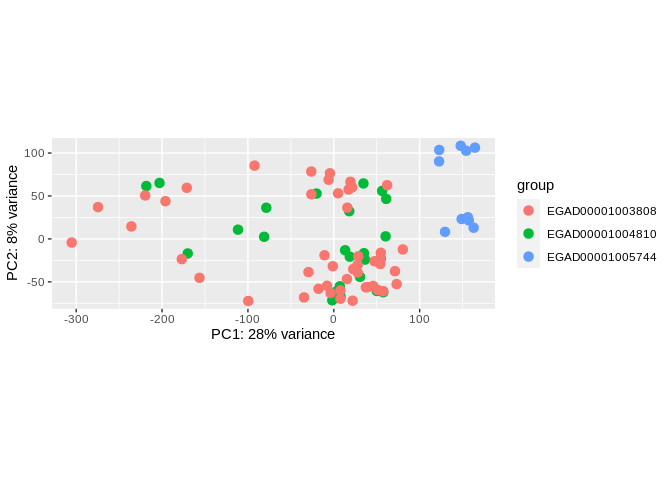 PC2: 8% variance
100
50
0
-50
-300
-200
-100
0
100
PC1: 28% variance
group
EGAD00001003808
EGAD00001004810
EGAD00001005744